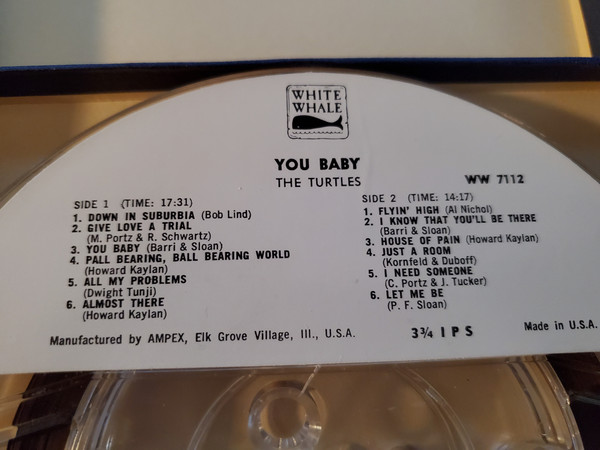 WHITE
WHALE
YOU BABY
THE TURTLES
WW 7112
SIDE 1 (TIME: 17:31)
1. DOWN IN SUBURBIA (Bob Lind)
2. GIVE LOVE A TRIAL
(M. Portz & R. Schwartz)
3. YOU BABY (Barri & Sloan)
4. PALL BEARING, BALL BEARING WORLD
(Howard Kaylan)
5. ALL MY PROBLEMS
(Dwight Tunji)
6. ALMOST THERE
(Howard Kaylan)
SIDE 2 (TIME: 14:17)
1. FLYIN' HIGH (Al Nichol)
2. I KNOW THAT YOU'LL BE THERE
(Barri & Sloan)
3. HOUSE OF PAIN (Howard Kaylan)
4. JUST A ROOM
(Kornfeld & Duboff)
5. I NEED SOMEONE
(C. Portz & J. Tucker)
6. LET ME BE
(P. F. Sloan)
Manufactured by AMPEX, Elk Grove Village, Ill., U.S.A.
3¾ I P S
Made in U.S.A.